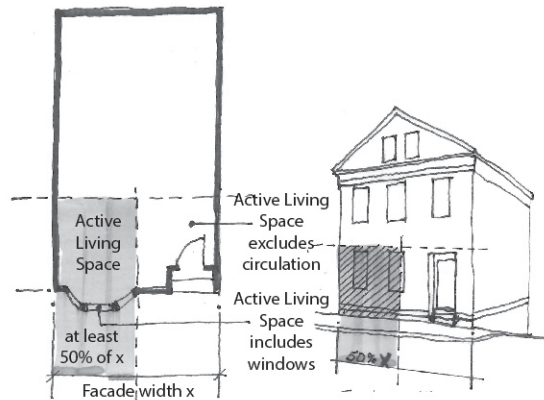 Active
Living
Space
at least
50% of x
Facade width x
Active Living
Space
excludes
circulation
Active Living
Space
includes
windows
50% X